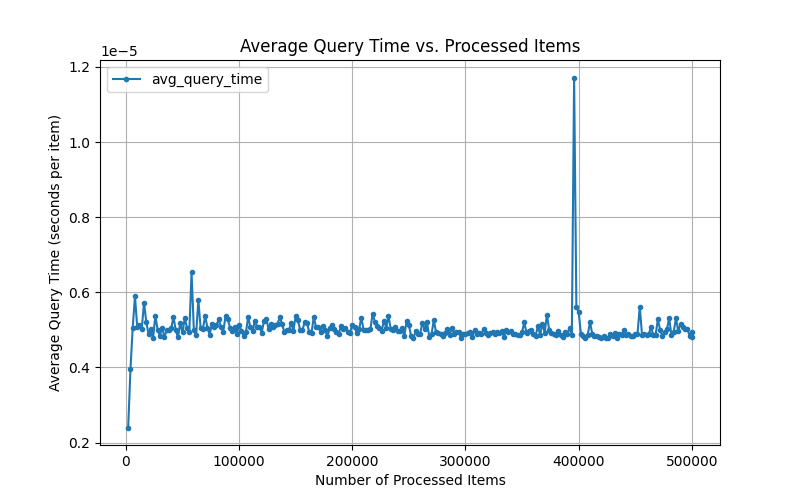 Average Query Time vs. Processed Items
1e−5
avg_query_time
1.2
1.0
0.8
0.6
0.4
0.2
Average Query Time (seconds per item)
0 100000 200000 300000 400000 500000
Number of Processed Items